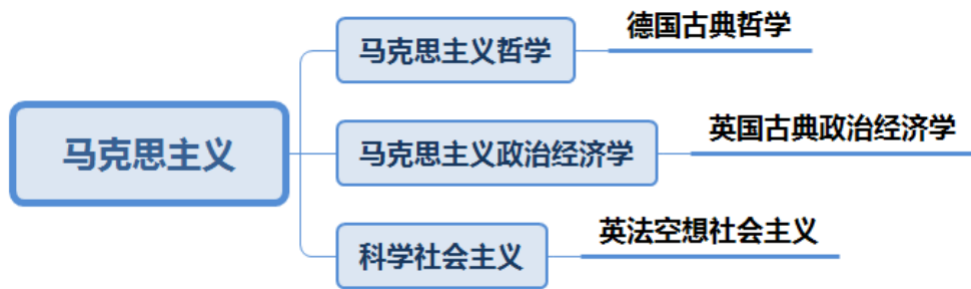 马克思主义
马克思主义哲学
德国古典哲学
马克思主义政治经济学
英国古典政治经济学
科学社会主义
英法空想社会主义